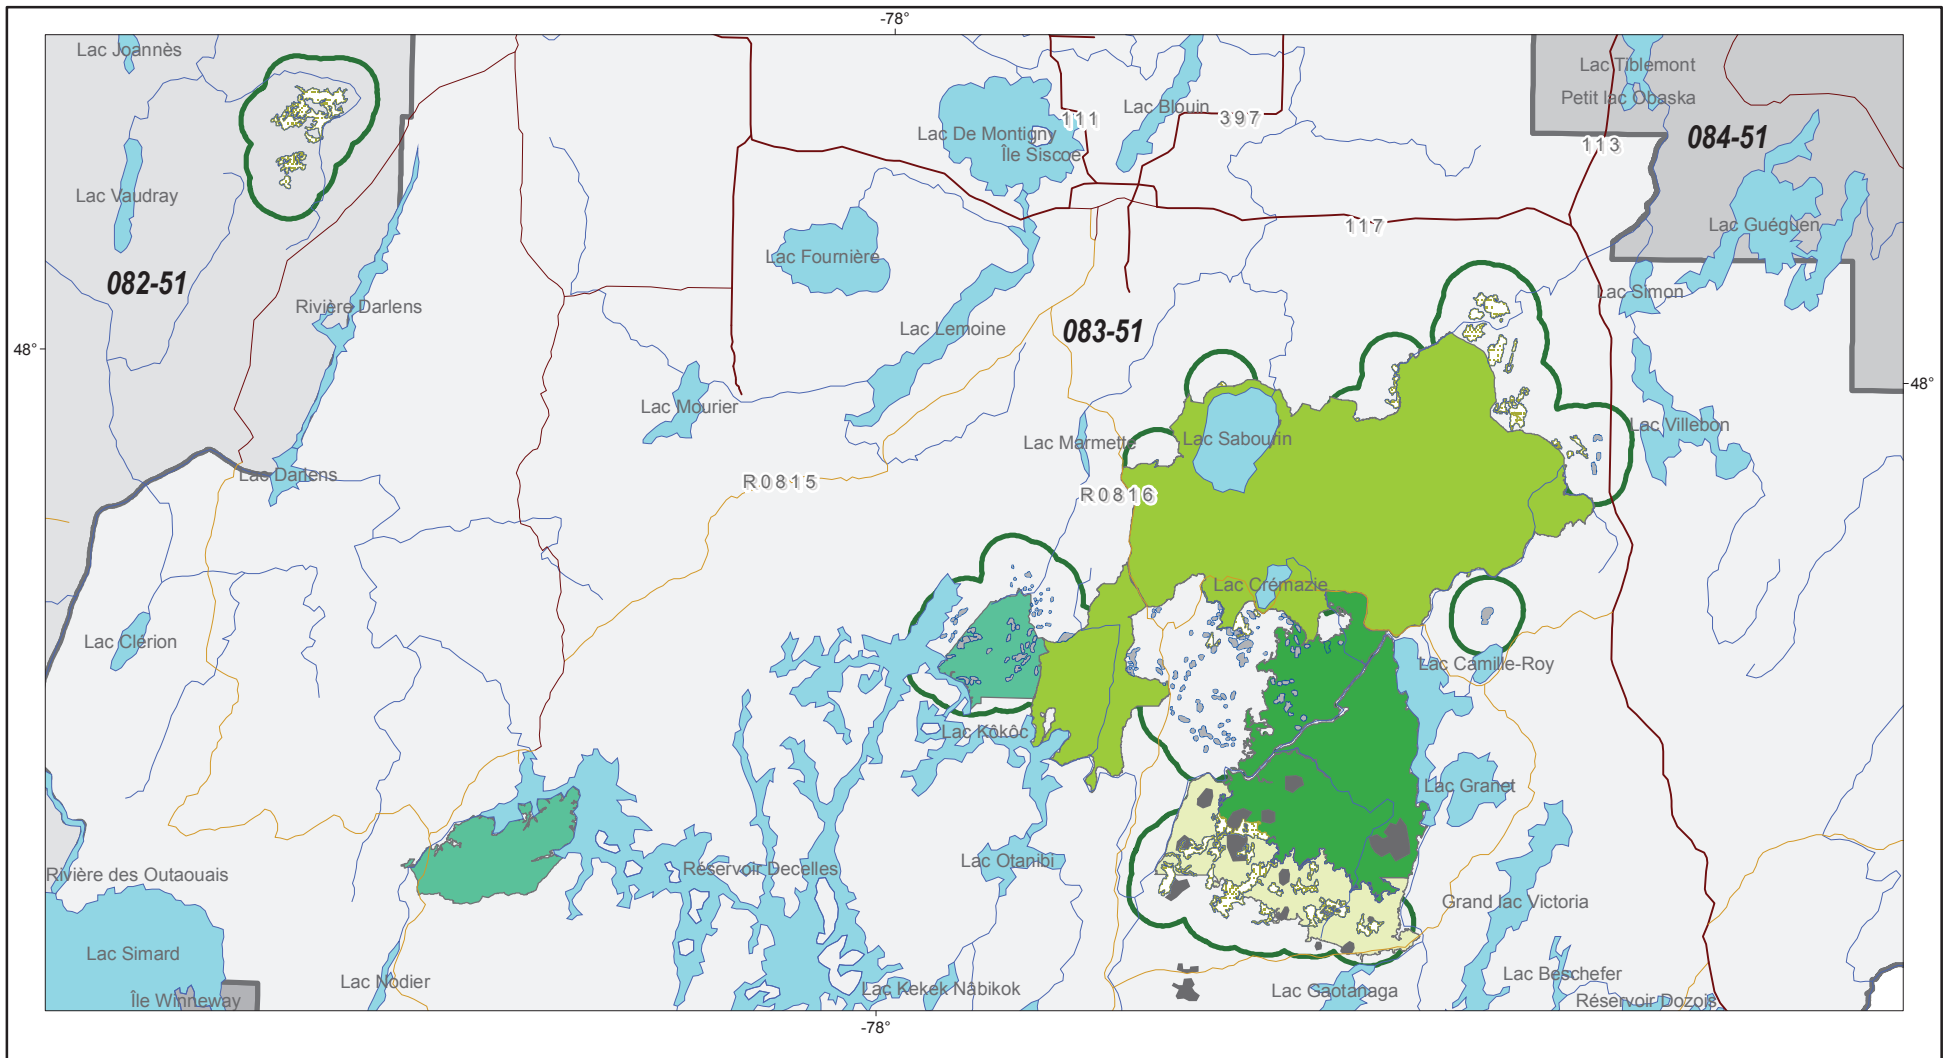 -78°
Lac Joannès
Lac Tiblemont
Petit lac Obaska
Lac Blouin
111
397
Lac De Montigny
Île Siscoe
084-51
113
Lac Vaudray
Lac Guéguen
117
Lac Fournière
082-51
Lac Simon
Rivière Darlens
Lac Lemoine
083-51
48°
48°
Lac Mourier
Lac Villebon
Lac Marmette
Lac Sabourin
Lac Darlens
R0815
R0816
Lac Crémazie
Lac Clérion
Lac Camille-Roy
Lac Kôkôc
Lac Granet
Lac Otanibi
Réservoir Decelles
Rivière des Outaouais
Grand lac Victoria
Lac Simard
Lac Beschefer
Lac Nodier
Lac Kekek Nâbikok
Lac Gaotanaga
Île Winneway
Réservoir Dozois
-78°